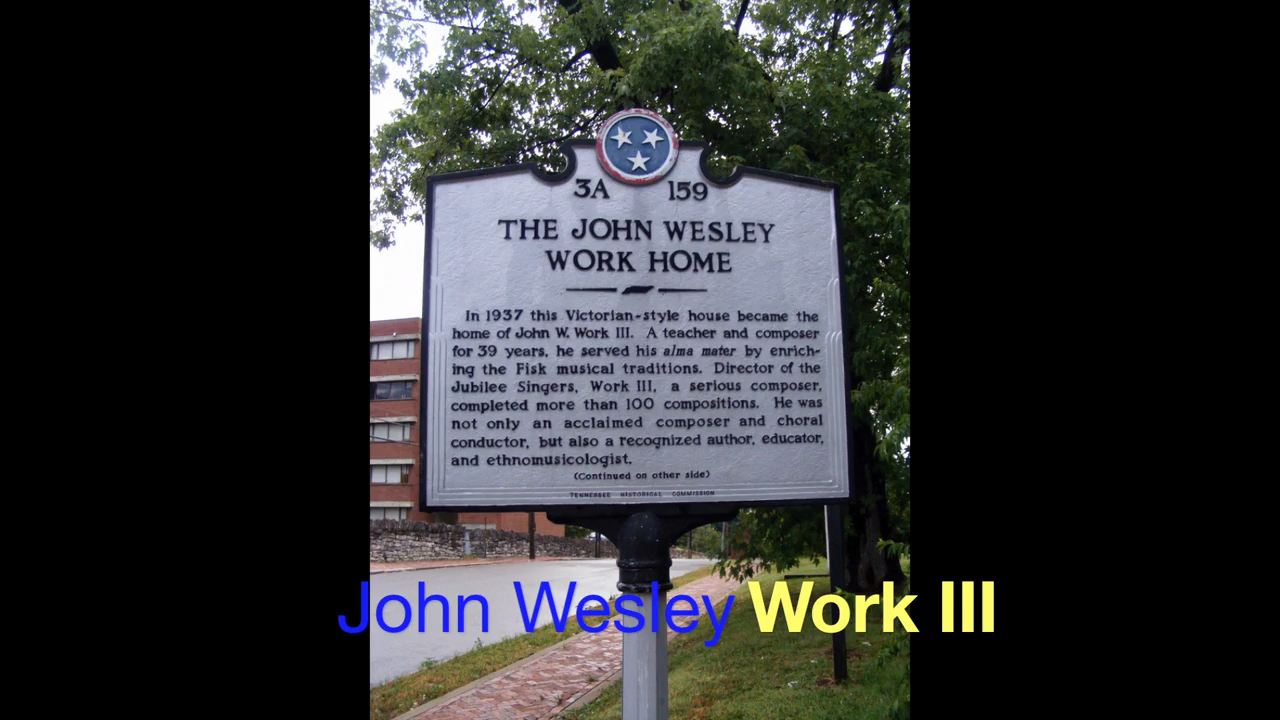 3A 159
THE JOHN WESLEY
WORK HOME
In 1937 this Victorian-style house became the
home of John W. Work III. A teacher and composer
for 39 years, he served his alma mater by enrich-
ing the Fisk musical traditions. Director of the
Jubilee Singers, Work III, a serious composer,
completed more than 100 compositions. He was
not only an acclaimed composer and choral
conductor, but also a recognized author, educator,
and ethnomusicologist.
(Continued on other side)
TENNESSEE HISTORICAL COMMISSION
John Wesley Work III